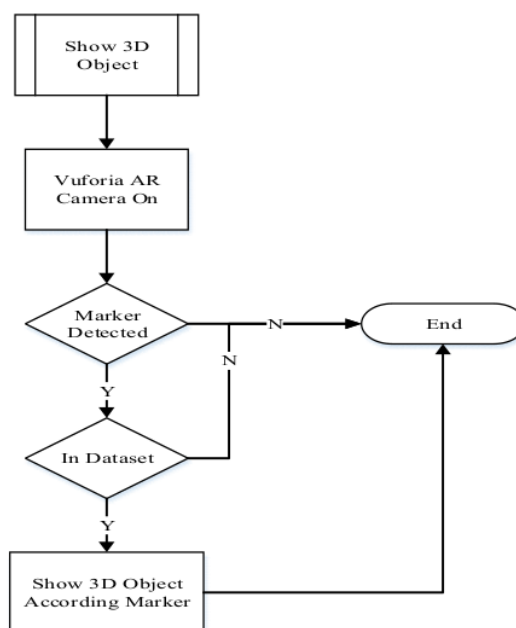 Show 3D
Object
Vuforia AR
Camera On
Marker
Detected
N
End
N
Y
In Dataset
Y
Show 3D Object
According Marker